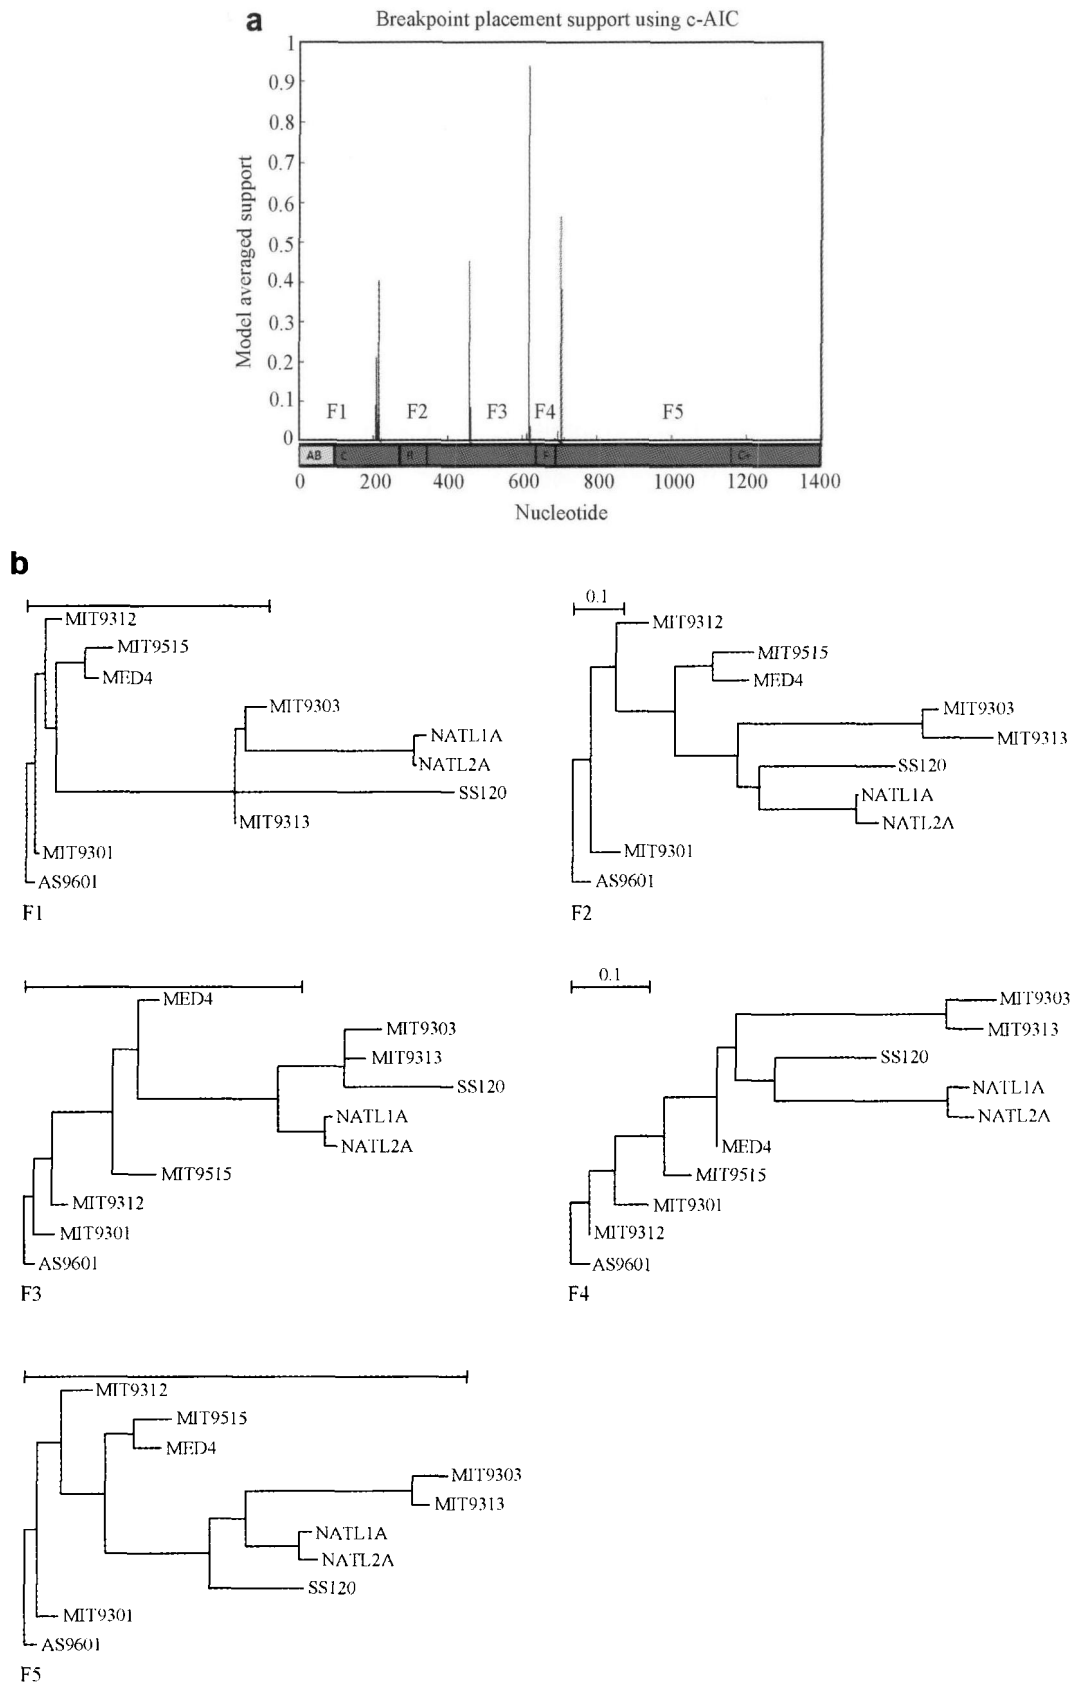 a
Breakpoint placement support using c-AIC
1
0.9
0.8
0.7
0.6
0.5
0.4
0.3
0.2
0.1
0
Model averaged support
F1 F2 F3 F4 F5
AB C R F C+
0 200 400 600 800 1000 1200 1400
Nucleotide
b
MIT9312
MIT9515
MED4
MIT9303
NATL1A
NATL2A
SS120
MIT9313
MIT9301
AS9601
F1
0.1
MIT9312
MIT9515
MED4
MIT9303
MIT9313
SS120
NATL1A
NATL2A
MIT9301
AS9601
F2
MED4
MIT9303
MIT9313
SS120
NATL1A
NATL2A
MIT9515
MIT9312
MIT9301
AS9601
F3
0.1
MIT9303
MIT9313
SS120
NATL1A
NATL2A
MED4
MIT9515
MIT9301
MIT9312
AS9601
F4
MIT9312
MIT9515
MED4
MIT9303
MIT9313
NATL1A
NATL2A
SS120
MIT9301
AS9601
F5